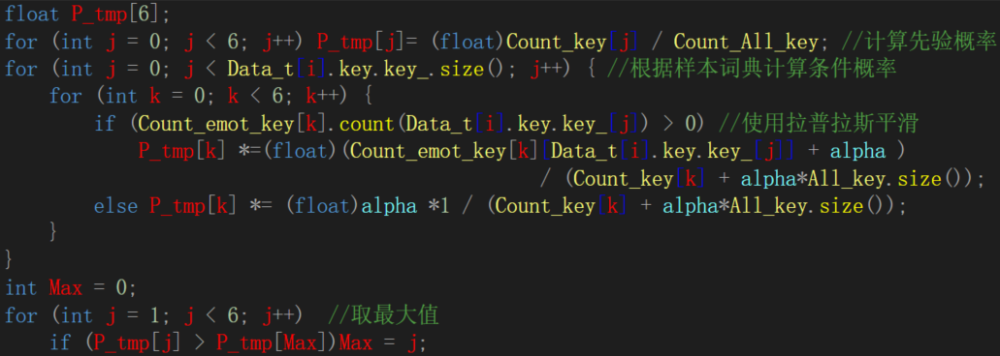 float P_tmp[6];
for (int j = 0; j < 6; j++) P_tmp[j]= (float)Count_key[j] / Count_All_key; //计算先验概率
for (int j = 0; j < Data_t[i].key.key_.size(); j++) { //根据样本词典计算条件概率
    for (int k = 0; k < 6; k++) {
        if (Count_emot_key[k].count(Data_t[i].key.key_[j]) > 0) //使用拉普拉斯平滑
            P_tmp[k] *=(float)(Count_emot_key[k][Data_t[i].key.key_[j]] + alpha )
                                                / (Count_key[k] + alpha*All_key.size());
        else P_tmp[k] *= (float)alpha *1 / (Count_key[k] + alpha*All_key.size());
    }
}
int Max = 0;
for (int j = 1; j < 6; j++)  //取最大值
    if (P_tmp[j] > P_tmp[Max])Max = j;